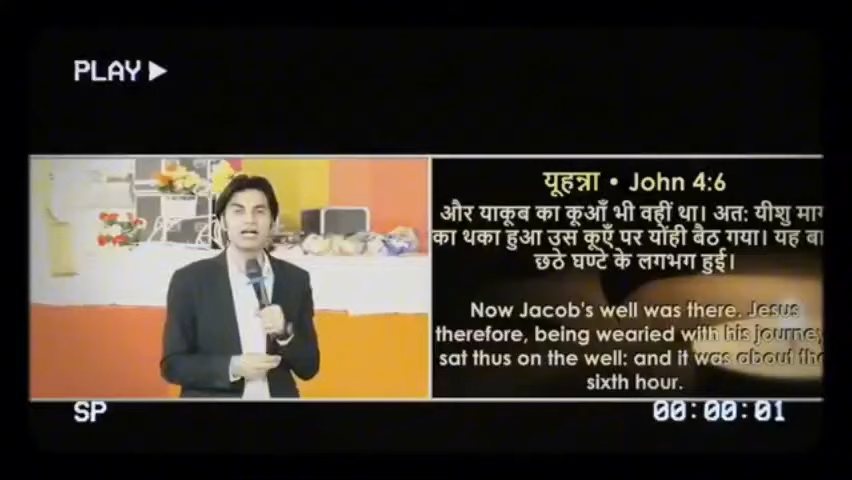 PLAY
यूहन्ना • John 4:6
और याकूब का कूआँ भी वहीं था। अतः यीशु
का थका हुआ उस कूएँ पर योंही बैठ गया। यह
छठे घण्टे के लगभग हुई।
Now Jacob's well was there. Jesus
therefore, being wearied with his journey,
sat thus on the well: and it was about the
sixth hour.
SP
00:00:01